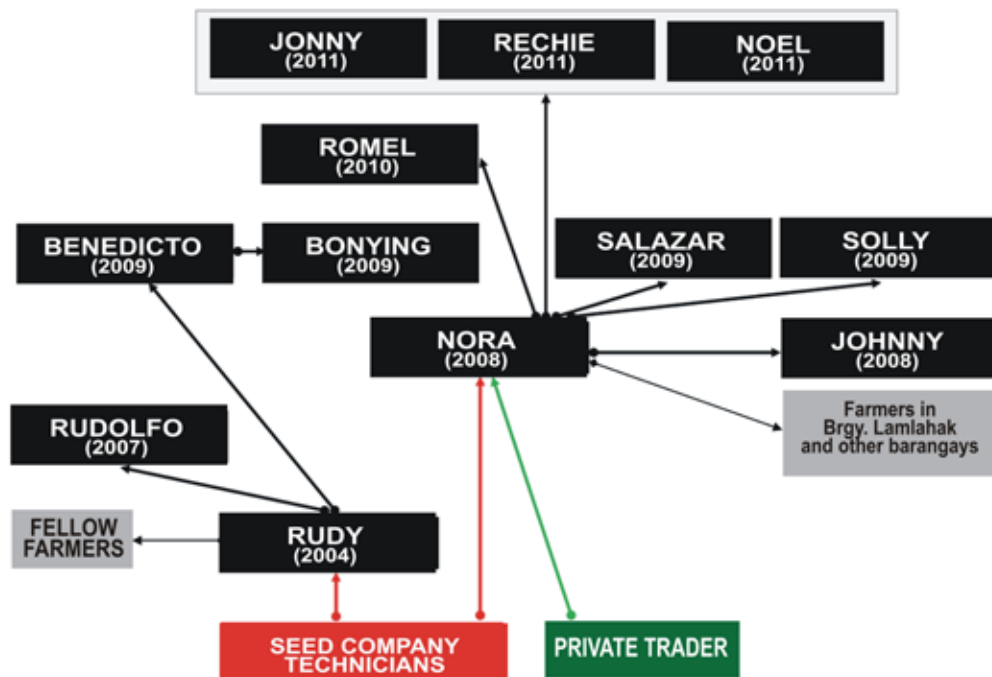 JONNY
(2011)
RECHIE
(2011)
NOEL
(2011)
ROMEL
(2010)
BENEDICTO
(2009)
BONYING
(2009)
SALAZAR
(2009)
SOLLY
(2009)
NORA
(2008)
JOHNNY
(2008)
Farmers in
Brgy. Lamlahak
and other barangays
RUDOLFO
(2007)
FELLOW
FARMERS
RUDY
(2004)
SEED COMPANY
TECHNICIANS
PRIVATE TRADER